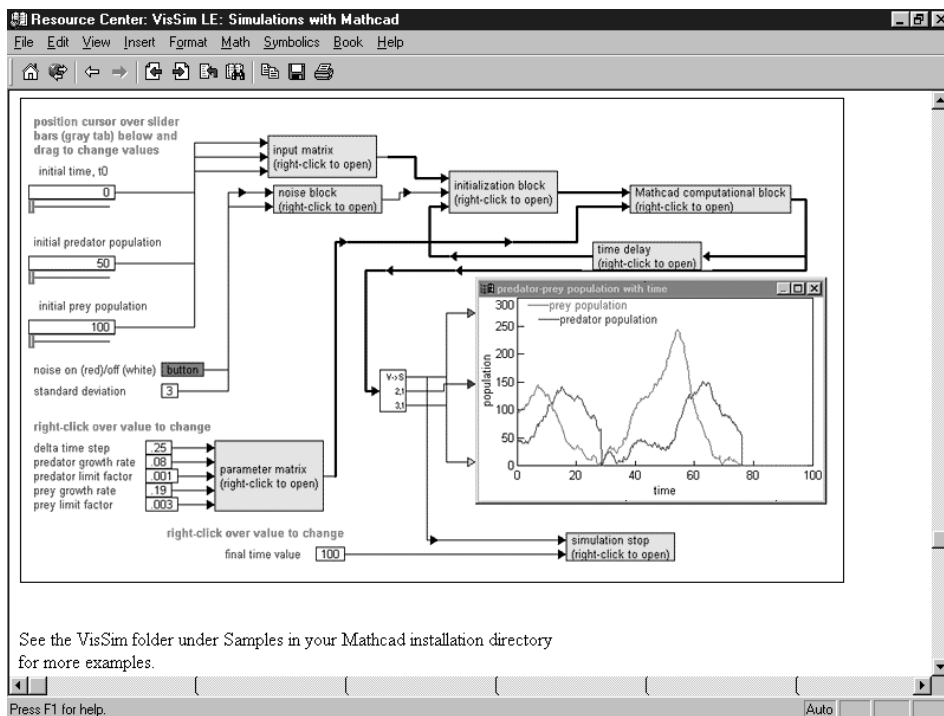 Resource Center: VisSim LE: Simulations with Mathcad
File Edit View Insert Format Math Symbolics Book Help
position cursor over slider
bars (gray tab) below and
drag to change values
initial time, t0
0
initial predator population
50
initial prey population
100
noise on (red)/off (white) button
standard deviation 3
right-click over value to change
delta time step .25
predator growth rate .08
predator limit factor .001
prey growth rate .19
prey limit factor .003
input matrix
(right-click to open)
noise block
(right-click to open)
initialization block
(right-click to open)
Mathcad computational block
(right-click to open)
time delay
(right-click to open)
parameter matrix
(right-click to open)
V->S
2,1
3,1
predator-prey population with time
prey population
predator population
population
300
250
200
150
100
50
0
0 20 40 60 80 100
time
right-click over value to change
final time value 100
simulation stop
(right-click to open)
See the VisSim folder under Samples in your Mathcad installation directory
for more examples.
Press F1 for help. Auto